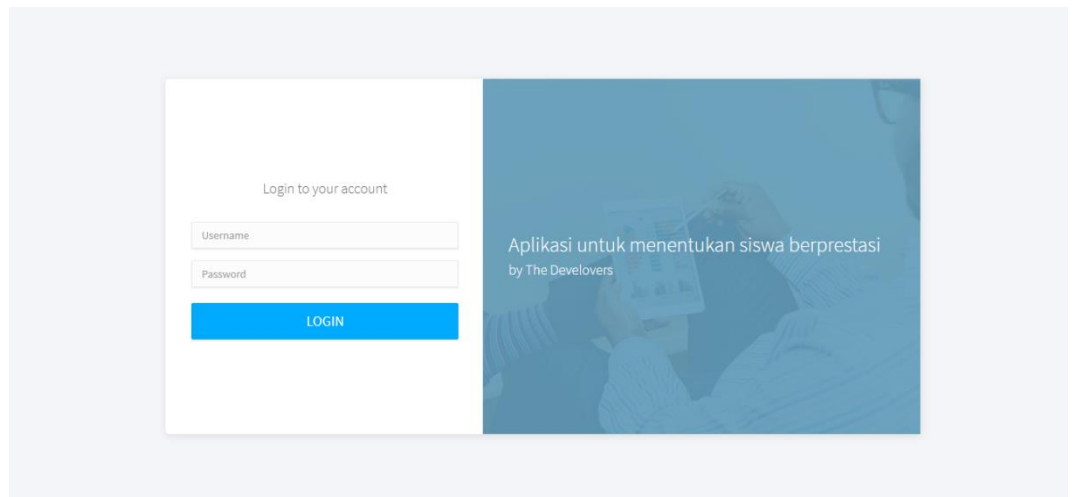 Login to your account
Username
Password
LOGIN
Aplikasi untuk menentukan siswa berprestasi
by The Develovers